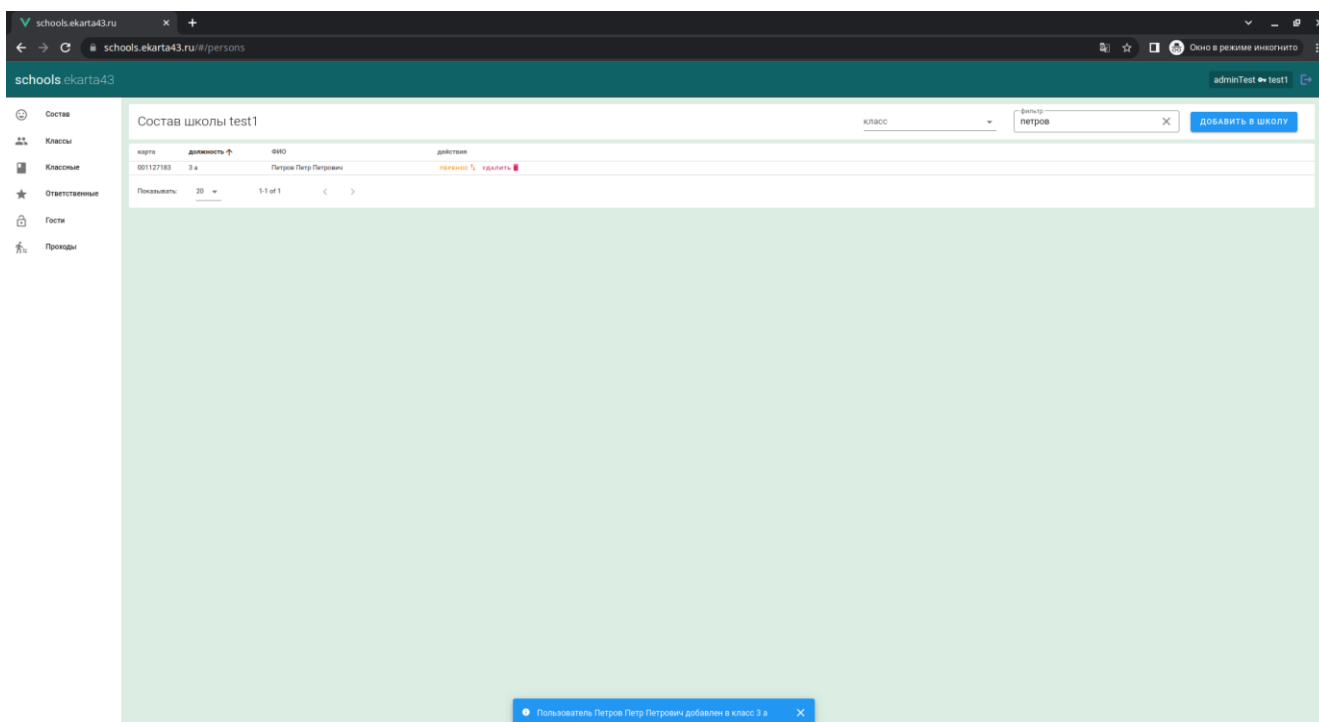 schools.ekarta43.ru
schools.ekarta43.ru/#/persons
Окно в режиме инкогнито
schools.ekarta43
adminTest test1
Состав
Классы
Классные
Ответственные
Гости
Проходы
Состав школы test1
класс
фильтр
петров
ДОБАВИТЬ В ШКОЛУ
карта должность ФИО действия
001127183 3 а Петров Петр Петрович ПЕРЕНОС УДАЛИТЬ
Показывать: 20 1-1 of 1
Пользователь Петров Петр Петрович добавлен в класс 3 а